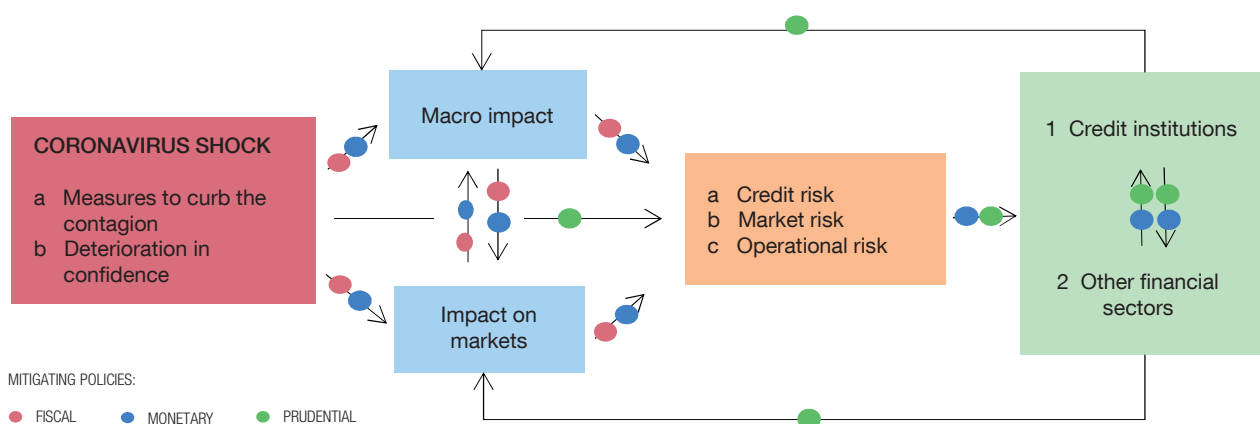 CORONAVIRUS SHOCK
a Measures to curb the
contagion
b Deterioration in
confidence
Macro impact
Impact on
markets
a Credit risk
b Market risk
c Operational risk
1 Credit institutions
2 Other financial
sectors
MITIGATING POLICIES:
FISCAL MONETARY PRUDENTIAL